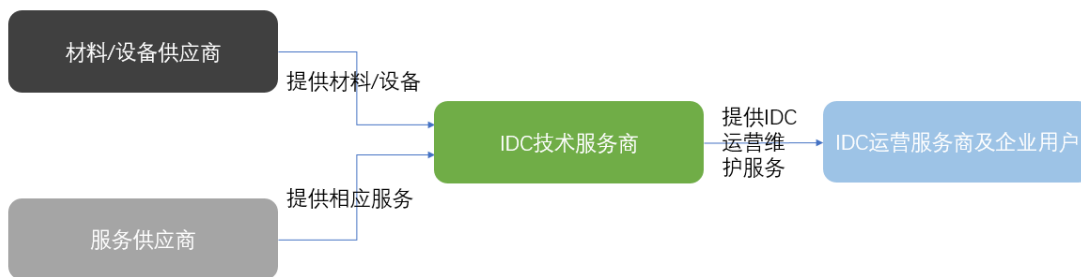 材料/设备供应商
提供材料/设备
IDC技术服务商
提供IDC
运营维
护服务
IDC运营服务商及企业用户
提供相应服务
服务供应商